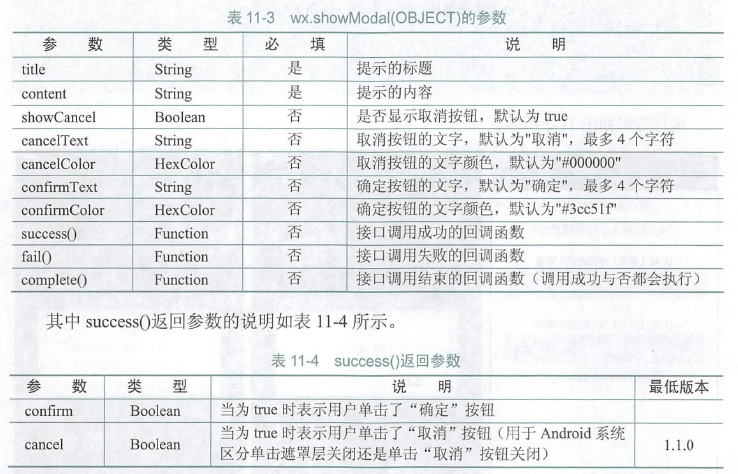 表 11-3 wx.showModal(OBJECT)的参数
参 数 类 型 必 填 说 明
title String 是 提示的标题
content String 是 提示的内容
showCancel Boolean 否 是否显示取消按钮，默认为 true
cancelText String 否 取消按钮的文字，默认为"取消"，最多 4 个字符
cancelColor HexColor 否 取消按钮的文字颜色，默认为"#000000"
confirmText String 否 确定按钮的文字，默认为"确定"，最多 4 个字符
confirmColor HexColor 否 确定按钮的文字颜色，默认为"#3cc51f"
success() Function 否 接口调用成功的回调函数
fail() Function 否 接口调用失败的回调函数
complete() Function 否 接口调用结束的回调函数（调用成功与否都会执行）
其中 success()返回参数的说明如表 11-4 所示。
表 11-4 success()返回参数
参 数 类 型 说 明 最低版本
confirm Boolean 当为 true 时表示用户单击了“确定”按钮
cancel Boolean 当为 true 时表示用户单击了“取消”按钮（用于 Android 系统
区分单击遮罩层关闭还是单击“取消”按钮关闭） 1.1.0